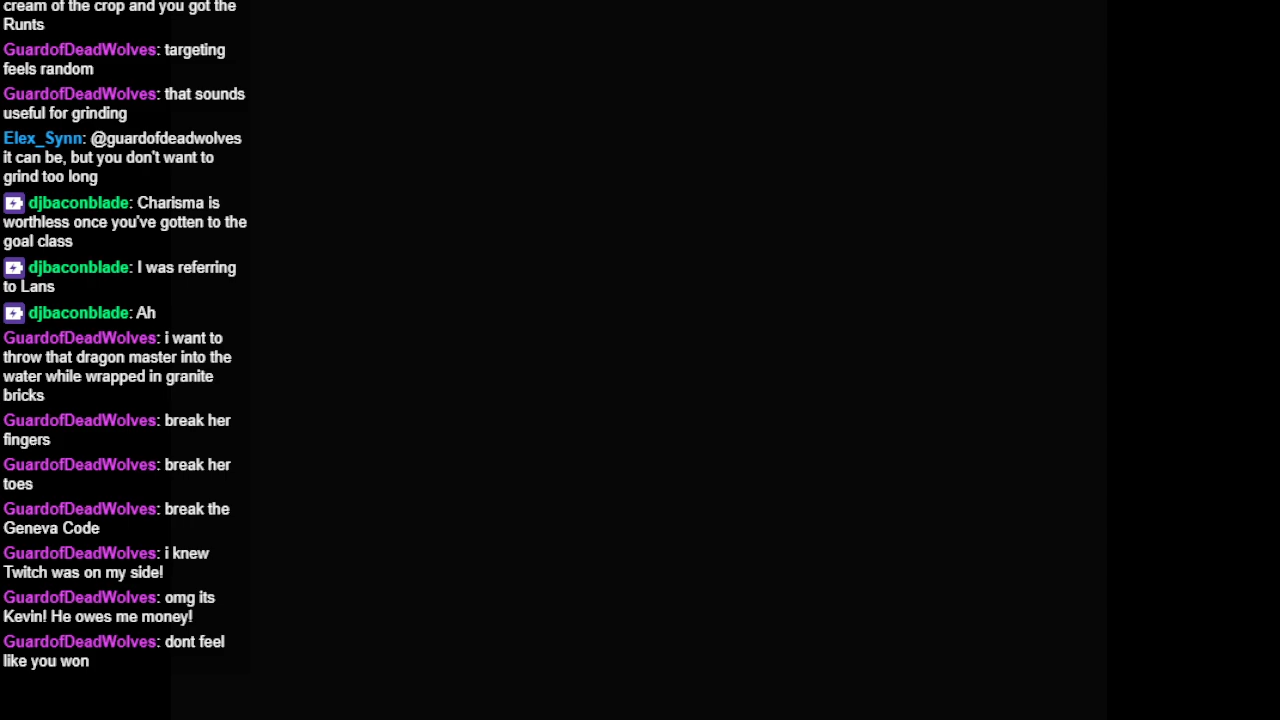 cream of the crop and you got the
Runts
GuardofDeadWolves: targeting
feels random
GuardofDeadWolves: that sounds
useful for grinding
Elex_Synn: @guardofdeadwolves
it can be, but you don't want to
grind too long
djbaconblade: Charisma is
worthless once you've gotten to the
goal class
djbaconblade: I was referring
to Lans
djbaconblade: Ah
GuardofDeadWolves: i want to
throw that dragon master into the
water while wrapped in granite
bricks
GuardofDeadWolves: break her
fingers
GuardofDeadWolves: break her
toes
GuardofDeadWolves: break the
Geneva Code
GuardofDeadWolves: i knew
Twitch was on my side!
GuardofDeadWolves: omg its
Kevin! He owes me money!
GuardofDeadWolves: dont feel
like you won